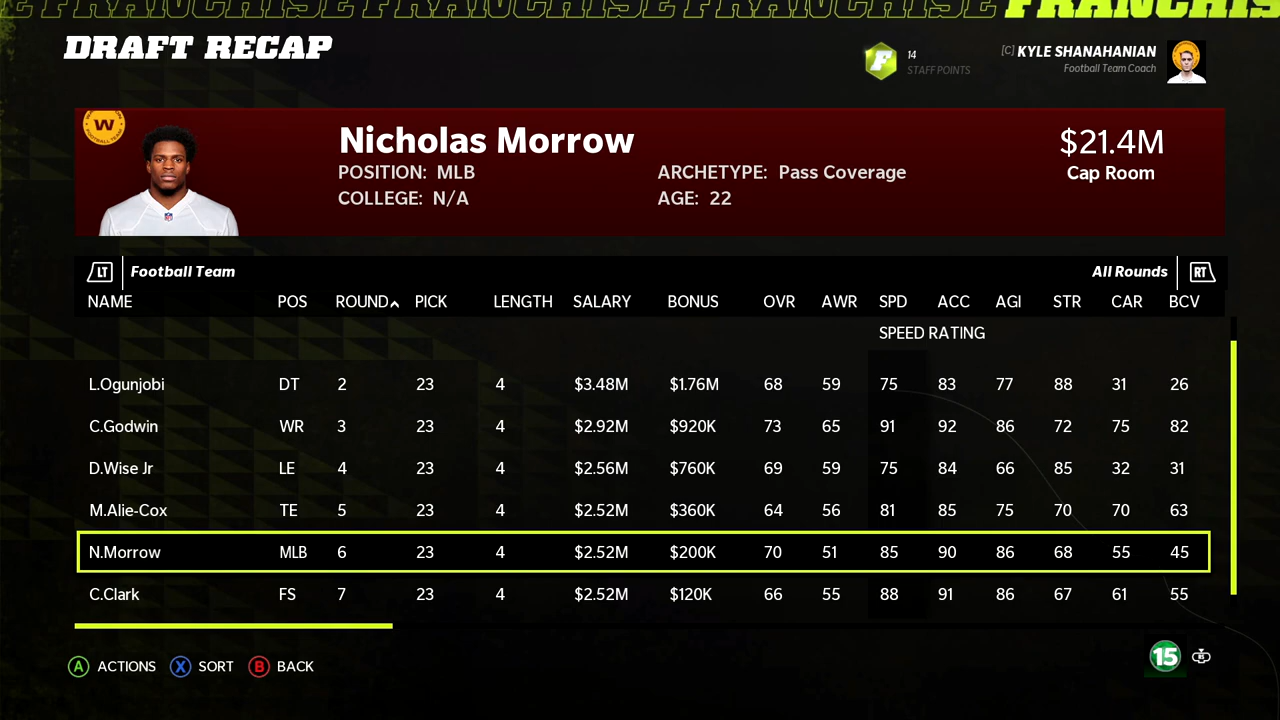 FRANCHISE FRANCHISE FRANCHISE FRANCHIS
DRAFT RECAP
14
STAFF POINTS
[C] KYLE SHANAHANIAN
Football Team Coach
W
Nicholas Morrow
POSITION: MLB
ARCHETYPE: Pass Coverage
COLLEGE: N/A
AGE: 22
$21.4M
Cap Room
LT Football Team
All Rounds RT
NAME POS ROUND PICK LENGTH SALARY BONUS OVR AWR SPD ACC AGI STR CAR BCV
SPEED RATING
L.Ogunjobi DT 2 23 4 $3.48M $1.76M 68 59 75 83 77 88 31 26
C.Godwin WR 3 23 4 $2.92M $920K 73 65 91 92 86 72 75 82
D.Wise Jr LE 4 23 4 $2.56M $760K 69 59 75 84 66 85 32 31
M.Alie-Cox TE 5 23 4 $2.52M $360K 64 56 81 85 75 70 70 63
N.Morrow MLB 6 23 4 $2.52M $200K 70 51 85 90 86 68 55 45
C.Clark FS 7 23 4 $2.52M $120K 66 55 88 91 86 67 61 55
A ACTIONS X SORT B BACK
15 R